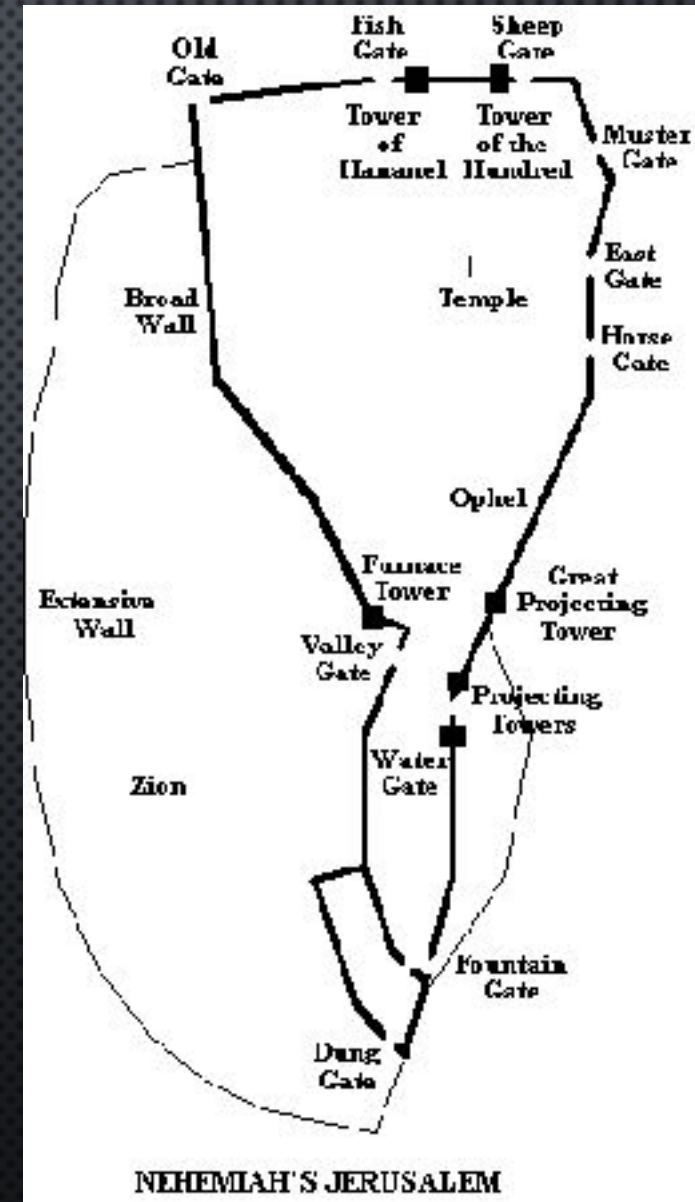 Old
Gate
Fish
Gate
Sheep
Gate
Tower
of
Hananel
Tower
of the
Hundred
Muster
Gate
East
Gate
Temple
Broad
Wall
Horse
Gate
Ophel
Furnace
Tower
Great
Projecting
Tower
Extensive
Wall
Valley
Gate
Projecting
Towers
Water
Gate
Zion
Fountain
Gate
Dung
Gate
NEHEMIAH'S JERUSALEM